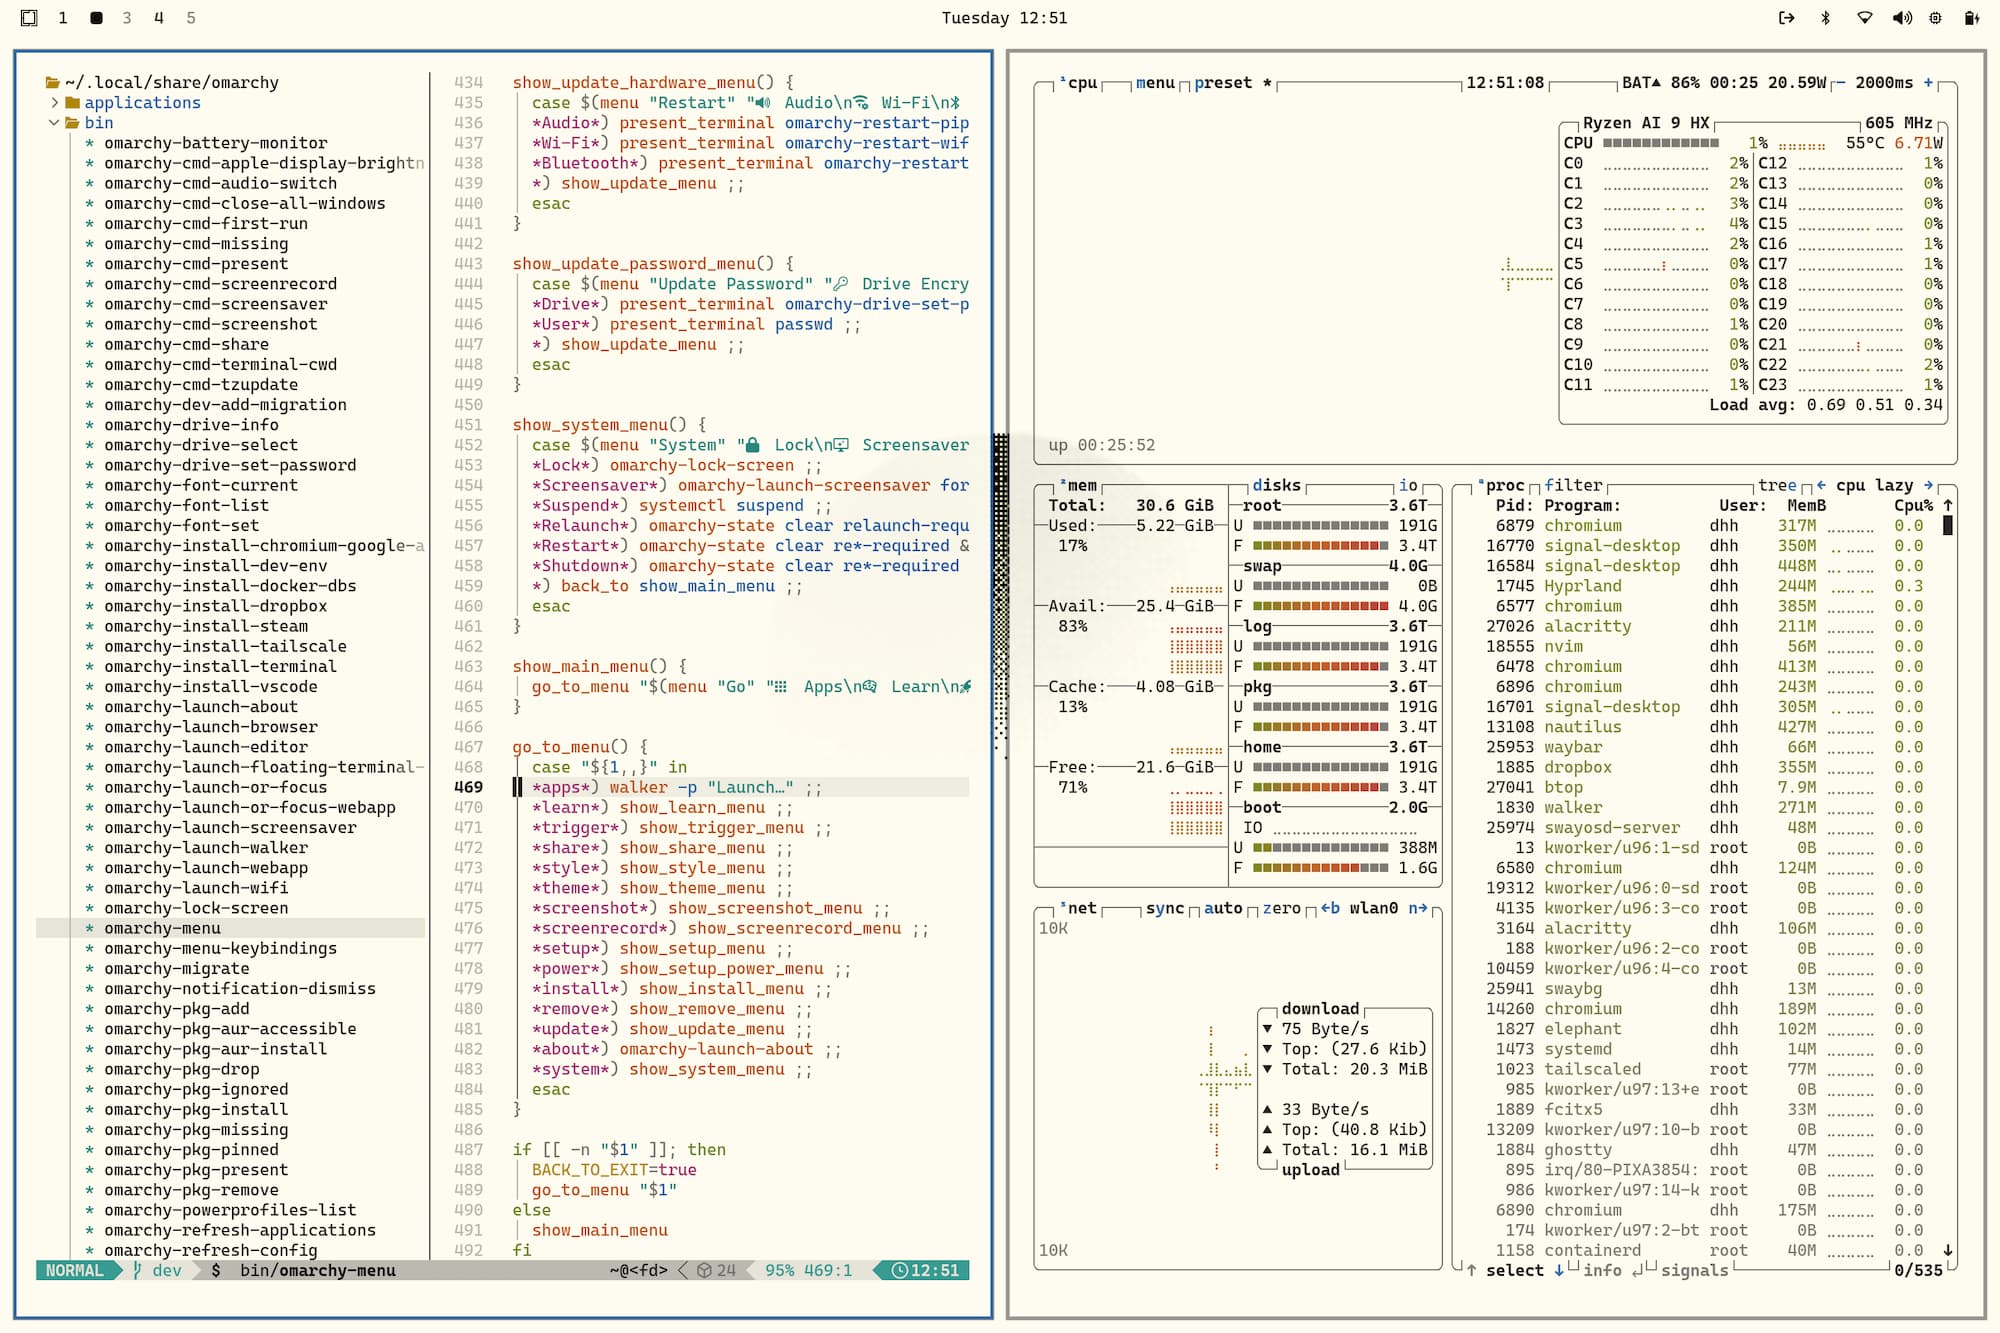 1 3 4 5
Tuesday 12:51
~/.local/share/omarchy
applications
bin
* omarchy-battery-monitor
* omarchy-cmd-apple-display-brightn
* omarchy-cmd-audio-switch
* omarchy-cmd-close-all-windows
* omarchy-cmd-first-run
* omarchy-cmd-missing
* omarchy-cmd-present
* omarchy-cmd-screenrecord
* omarchy-cmd-screensaver
* omarchy-cmd-screenshot
* omarchy-cmd-share
* omarchy-cmd-terminal-cwd
* omarchy-cmd-tzupdate
* omarchy-dev-add-migration
* omarchy-drive-info
* omarchy-drive-select
* omarchy-drive-set-password
* omarchy-font-current
* omarchy-font-list
* omarchy-font-set
* omarchy-install-chromium-google-a
* omarchy-install-dev-env
* omarchy-install-docker-dbs
* omarchy-install-dropbox
* omarchy-install-steam
* omarchy-install-tailscale
* omarchy-install-terminal
* omarchy-install-vscode
* omarchy-launch-about
* omarchy-launch-browser
* omarchy-launch-editor
* omarchy-launch-floating-terminal-
* omarchy-launch-or-focus
* omarchy-launch-or-focus-webapp
* omarchy-launch-screensaver
* omarchy-launch-walker
* omarchy-launch-webapp
* omarchy-launch-wifi
* omarchy-lock-screen
* omarchy-menu
* omarchy-menu-keybindings
* omarchy-migrate
* omarchy-notification-dismiss
* omarchy-pkg-add
* omarchy-pkg-aur-accessible
* omarchy-pkg-aur-install
* omarchy-pkg-drop
* omarchy-pkg-ignored
* omarchy-pkg-install
* omarchy-pkg-missing
* omarchy-pkg-pinned
* omarchy-pkg-present
* omarchy-pkg-remove
* omarchy-powerprofiles-list
* omarchy-refresh-applications
* omarchy-refresh-config
434 show_update_hardware_menu() {
435 case $(menu "Restart" " Audio\n Wi-Fi\n
436 *Audio*) present_terminal omarchy-restart-pip
437 *Wi-Fi*) present_terminal omarchy-restart-wif
438 *Bluetooth*) present_terminal omarchy-restart
439 *) show_update_menu ;;
440 esac
441 }
442
443 show_update_password_menu() {
444 case $(menu "Update Password" " Drive Encry
445 *Drive*) present_terminal omarchy-drive-set-p
446 *User*) present_terminal passwd ;;
447 *) show_update_menu ;;
448 esac
449 }
450
451 show_system_menu() {
452 case $(menu "System" " Lock\n Screensaver
453 *Lock*) omarchy-lock-screen ;;
454 *Screensaver*) omarchy-launch-screensaver for
455 *Suspend*) systemctl suspend ;;
456 *Relaunch*) omarchy-state clear relaunch-requ
457 *Restart*) omarchy-state clear re*-required &
458 *Shutdown*) omarchy-state clear re*-required
459 *) back_to show_main_menu ;;
460 esac
461 }
462
463 show_main_menu() {
464 go_to_menu "$(menu "Go" " Apps\n Learn\n
465 }
466
467 go_to_menu() {
468 case "${1,,}" in
469 *apps*) walker -p "Launch…" ;;
470 *learn*) show_learn_menu ;;
471 *trigger*) show_trigger_menu ;;
472 *share*) show_share_menu ;;
473 *style*) show_style_menu ;;
474 *theme*) show_theme_menu ;;
475 *screenshot*) show_screenshot_menu ;;
476 *screenrecord*) show_screenrecord_menu ;;
477 *setup*) show_setup_menu ;;
478 *power*) show_setup_power_menu ;;
479 *install*) show_install_menu ;;
480 *remove*) show_remove_menu ;;
481 *update*) show_update_menu ;;
482 *about*) omarchy-launch-about ;;
483 *system*) show_system_menu ;;
484 esac
485 }
486
487 if [[ -n "$1" ]]; then
488 BACK_TO_EXIT=true
489 go_to_menu "$1"
490 else
491 show_main_menu
492 fi
NORMAL dev $ bin/omarchy-menu ~@<fd> 24 95% 469:1 12:51
¹cpu menu preset * 12:51:08 BAT▲ 86% 00:25 20.59W - 2000ms +
Ryzen AI 9 HX 605 MHz
CPU 1% 55°C 6.71W
C0 2% C12 1%
C1 2% C13 0%
C2 3% C14 0%
C3 4% C15 0%
C4 2% C16 1%
C5 0% C17 1%
C6 0% C18 0%
C7 0% C19 0%
C8 1% C20 0%
C9 0% C21 0%
C10 0% C22 2%
C11 1% C23 1%
Load avg: 0.69 0.51 0.34
up 00:25:52
²mem
Total: 30.6 GiB
Used: 5.22 GiB
17%
Avail: 25.4 GiB
83%
Cache: 4.08 GiB
13%
Free: 21.6 GiB
71%
disks io
root 3.6T
U 191G
F 3.4T
swap 4.0G
U 0B
F 4.0G
log 3.6T
U 191G
F 3.4T
pkg 3.6T
U 191G
F 3.4T
home 3.6T
U 191G
F 3.4T
boot 2.0G
IO
U 388M
F 1.6G
³net sync auto zero ←b wlan0 n→
10K
download
▼ 75 Byte/s
▼ Top: (27.6 Kib)
▼ Total: 20.3 MiB
▲ 33 Byte/s
▲ Top: (40.8 Kib)
▲ Total: 16.1 MiB
upload
10K
⁴proc filter tree ← cpu lazy →
Pid: Program: User: MemB Cpu% ↑
6879 chromium dhh 317M 0.0
16770 signal-desktop dhh 350M 0.0
16584 signal-desktop dhh 448M 0.0
1745 Hyprland dhh 244M 0.3
6577 chromium dhh 385M 0.0
27026 alacritty dhh 211M 0.0
18555 nvim dhh 56M 0.0
6478 chromium dhh 413M 0.0
6896 chromium dhh 243M 0.0
16701 signal-desktop dhh 305M 0.0
13108 nautilus dhh 427M 0.0
25953 waybar dhh 66M 0.0
1885 dropbox dhh 355M 0.0
27041 btop dhh 7.9M 0.0
1830 walker dhh 271M 0.0
25974 swayosd-server dhh 48M 0.0
13 kworker/u96:1-sd root 0B 0.0
6580 chromium dhh 124M 0.0
19312 kworker/u96:0-sd root 0B 0.0
4135 kworker/u96:3-co root 0B 0.0
3164 alacritty dhh 106M 0.0
188 kworker/u96:2-co root 0B 0.0
10459 kworker/u96:4-co root 0B 0.0
25941 swaybg dhh 13M 0.0
14260 chromium dhh 189M 0.0
1827 elephant dhh 102M 0.0
1473 systemd dhh 14M 0.0
1023 tailscaled root 77M 0.0
985 kworker/u97:13+e root 0B 0.0
1889 fcitx5 dhh 33M 0.0
13209 kworker/u97:10-b root 0B 0.0
1884 ghostty dhh 47M 0.0
895 irq/80-PIXA3854: root 0B 0.0
986 kworker/u97:14-k root 0B 0.0
6890 chromium dhh 175M 0.0
174 kworker/u97:2-bt root 0B 0.0
1158 containerd root 40M 0.0 ↓
↑ select ↓ info ↲ signals 0/535